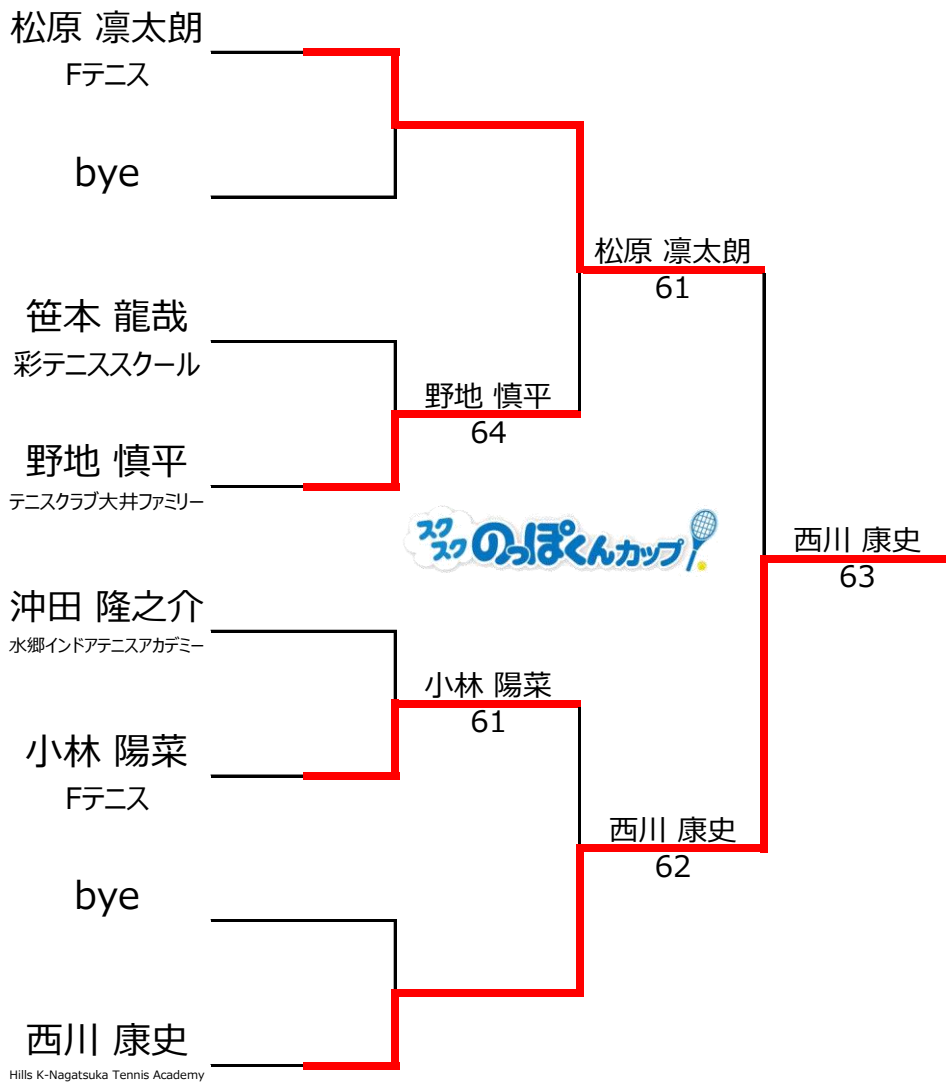 松原 凛太朗
Fテニス
bye
笹本 龍哉
彩テニススクール
野地 慎平
テニスクラブ大井ファミリー
沖田 隆之介
水郷インドアテニスアカデミー
小林 陽菜
Fテニス
bye
西川 康史
Hills K-Nagatsuka Tennis Academy
野地 慎平
64
小林 陽菜
61
スクスクのっぽくんカップ
松原 凛太朗
61
西川 康史
62
西川 康史
63